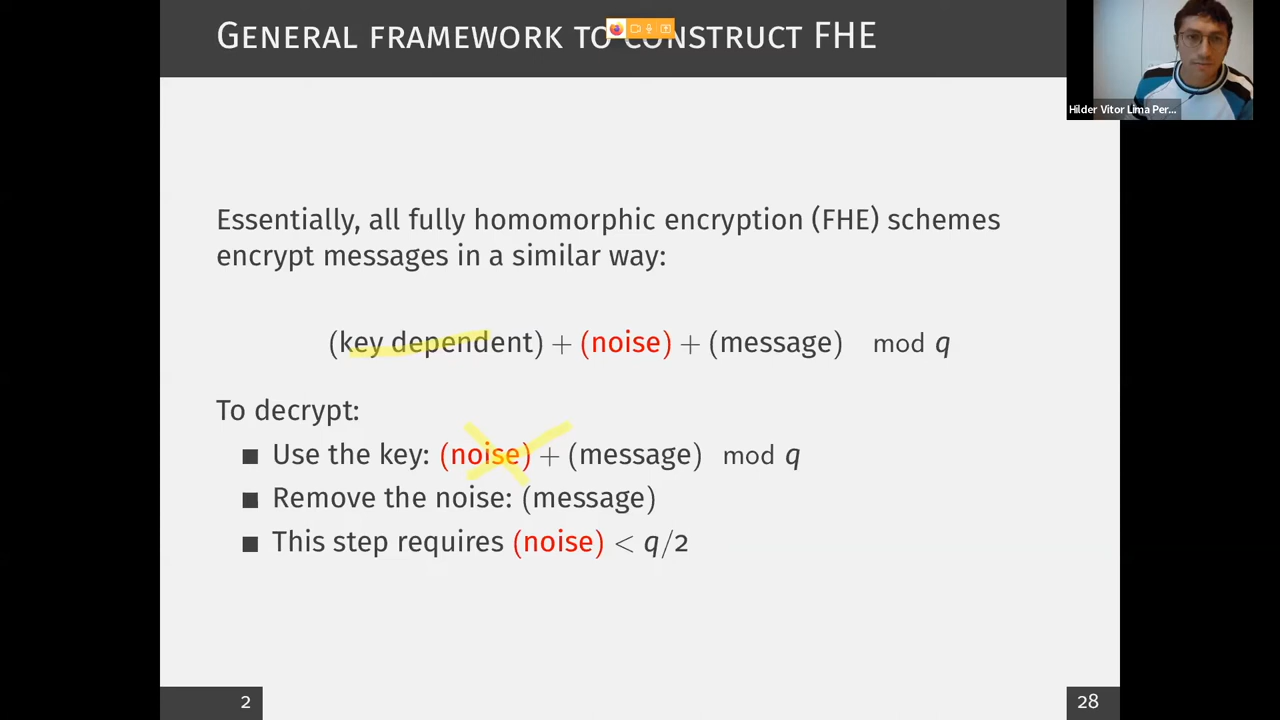 GENERAL FRAMEWORK TO CONSTRUCT FHE
Hilder Vitor Lima Per...
Essentially, all fully homomorphic encryption (FHE) schemes
encrypt messages in a similar way:
(key dependent) + (noise) + (message) mod q
To decrypt:
■ Use the key: (noise) + (message) mod q
■ Remove the noise: (message)
■ This step requires (noise) < q/2
2
28